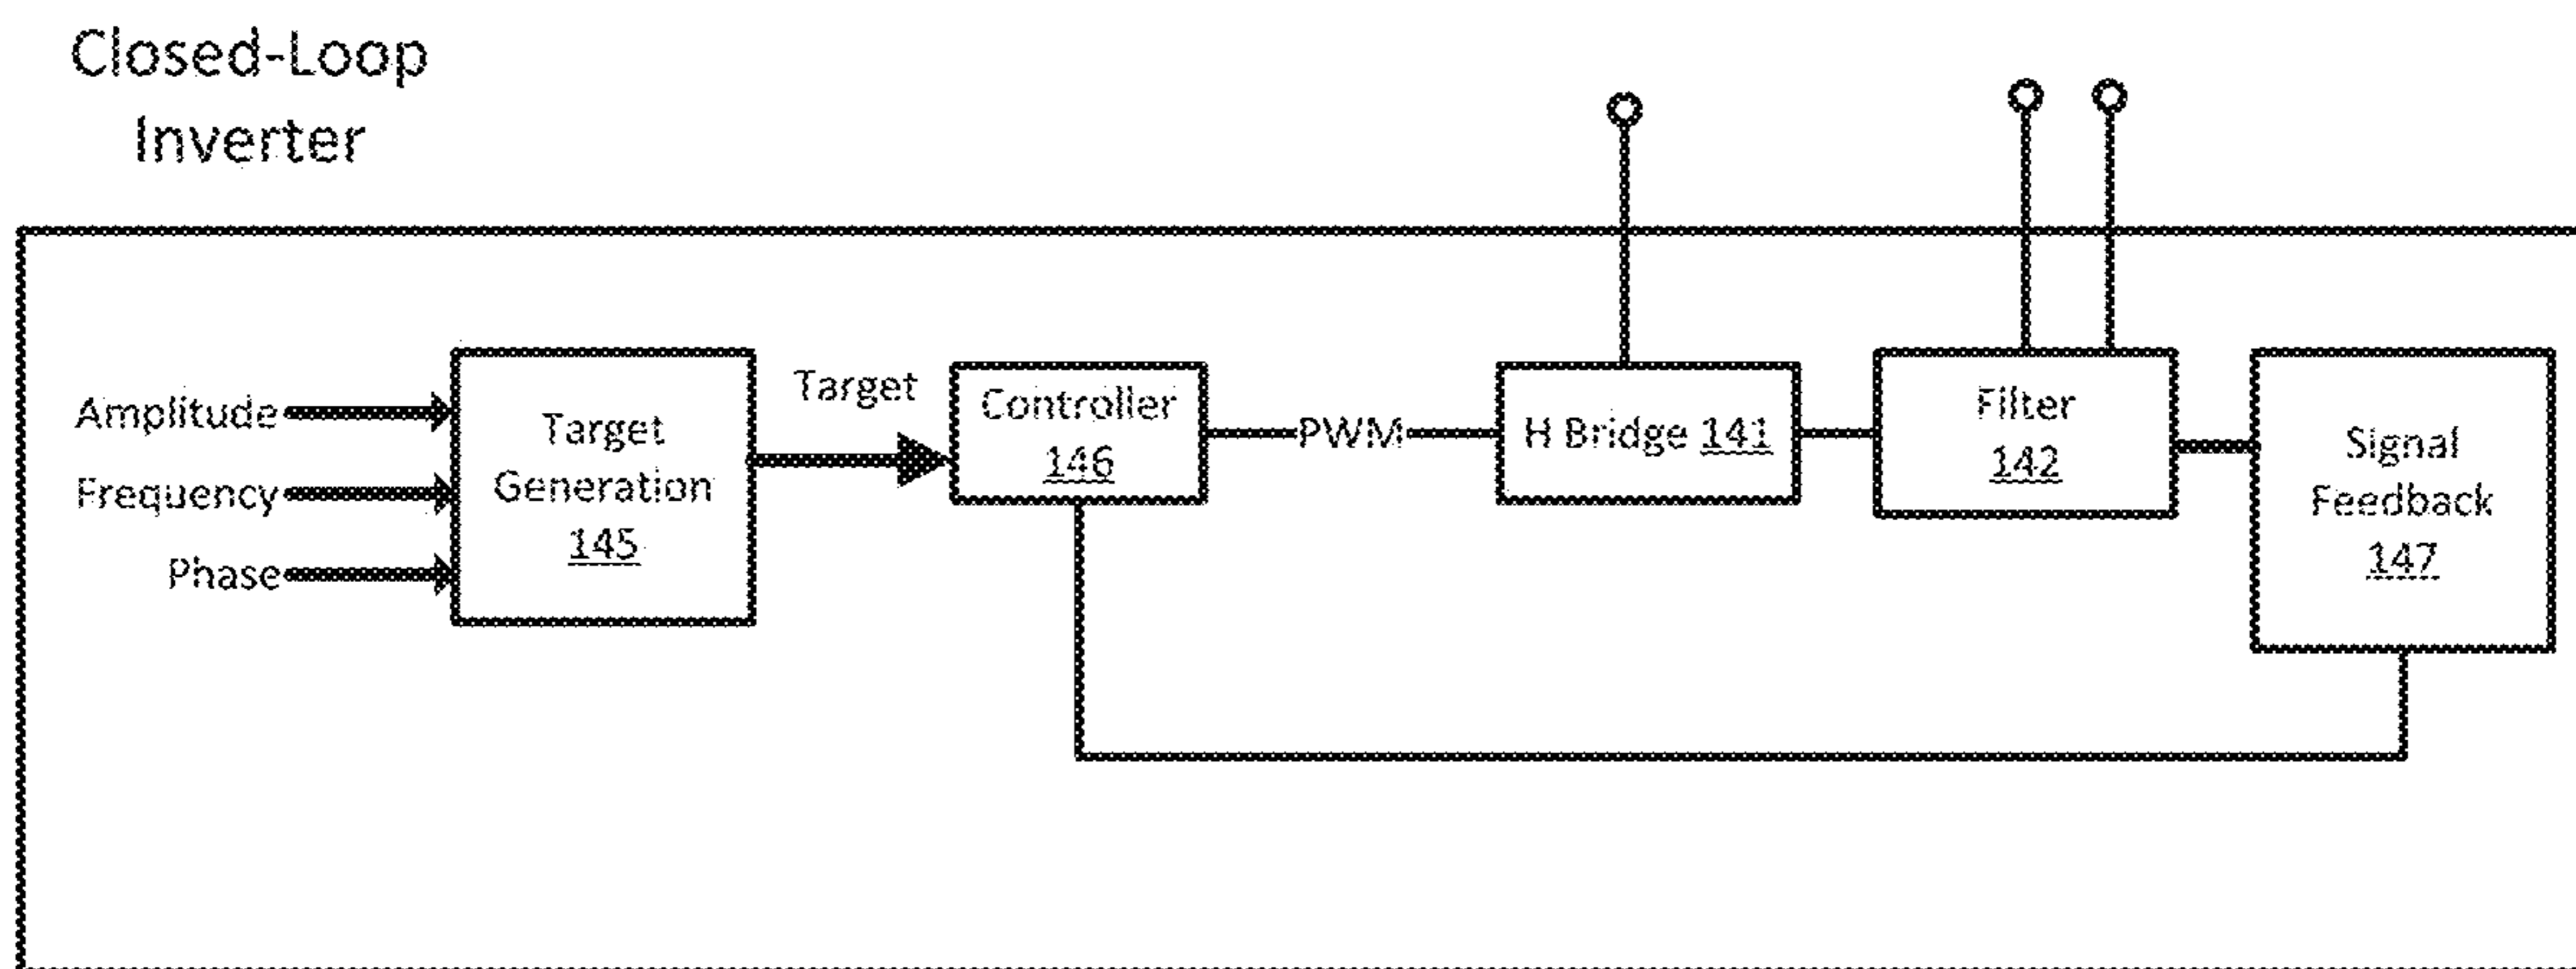 Closed-Loop
Inverter
Amplitude
Frequency
Phase
Target
Generation
145
Target
Controller
146
PWM
H Bridge 141
Filter
142
Signal
Feedback
147